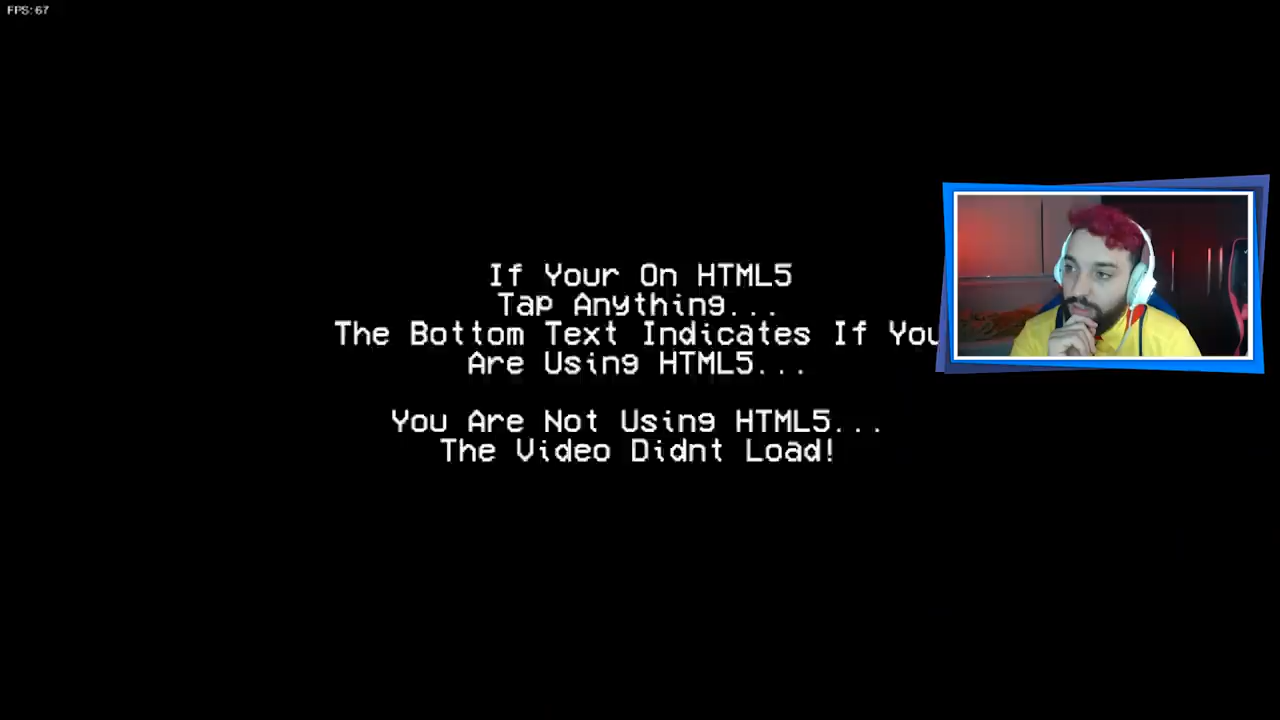 FPS: 67
If Your On HTML5
Tap Anything...
The Bottom Text Indicates If You
Are Using HTML5...
You Are Not Using HTML5...
The Video Didnt Load!